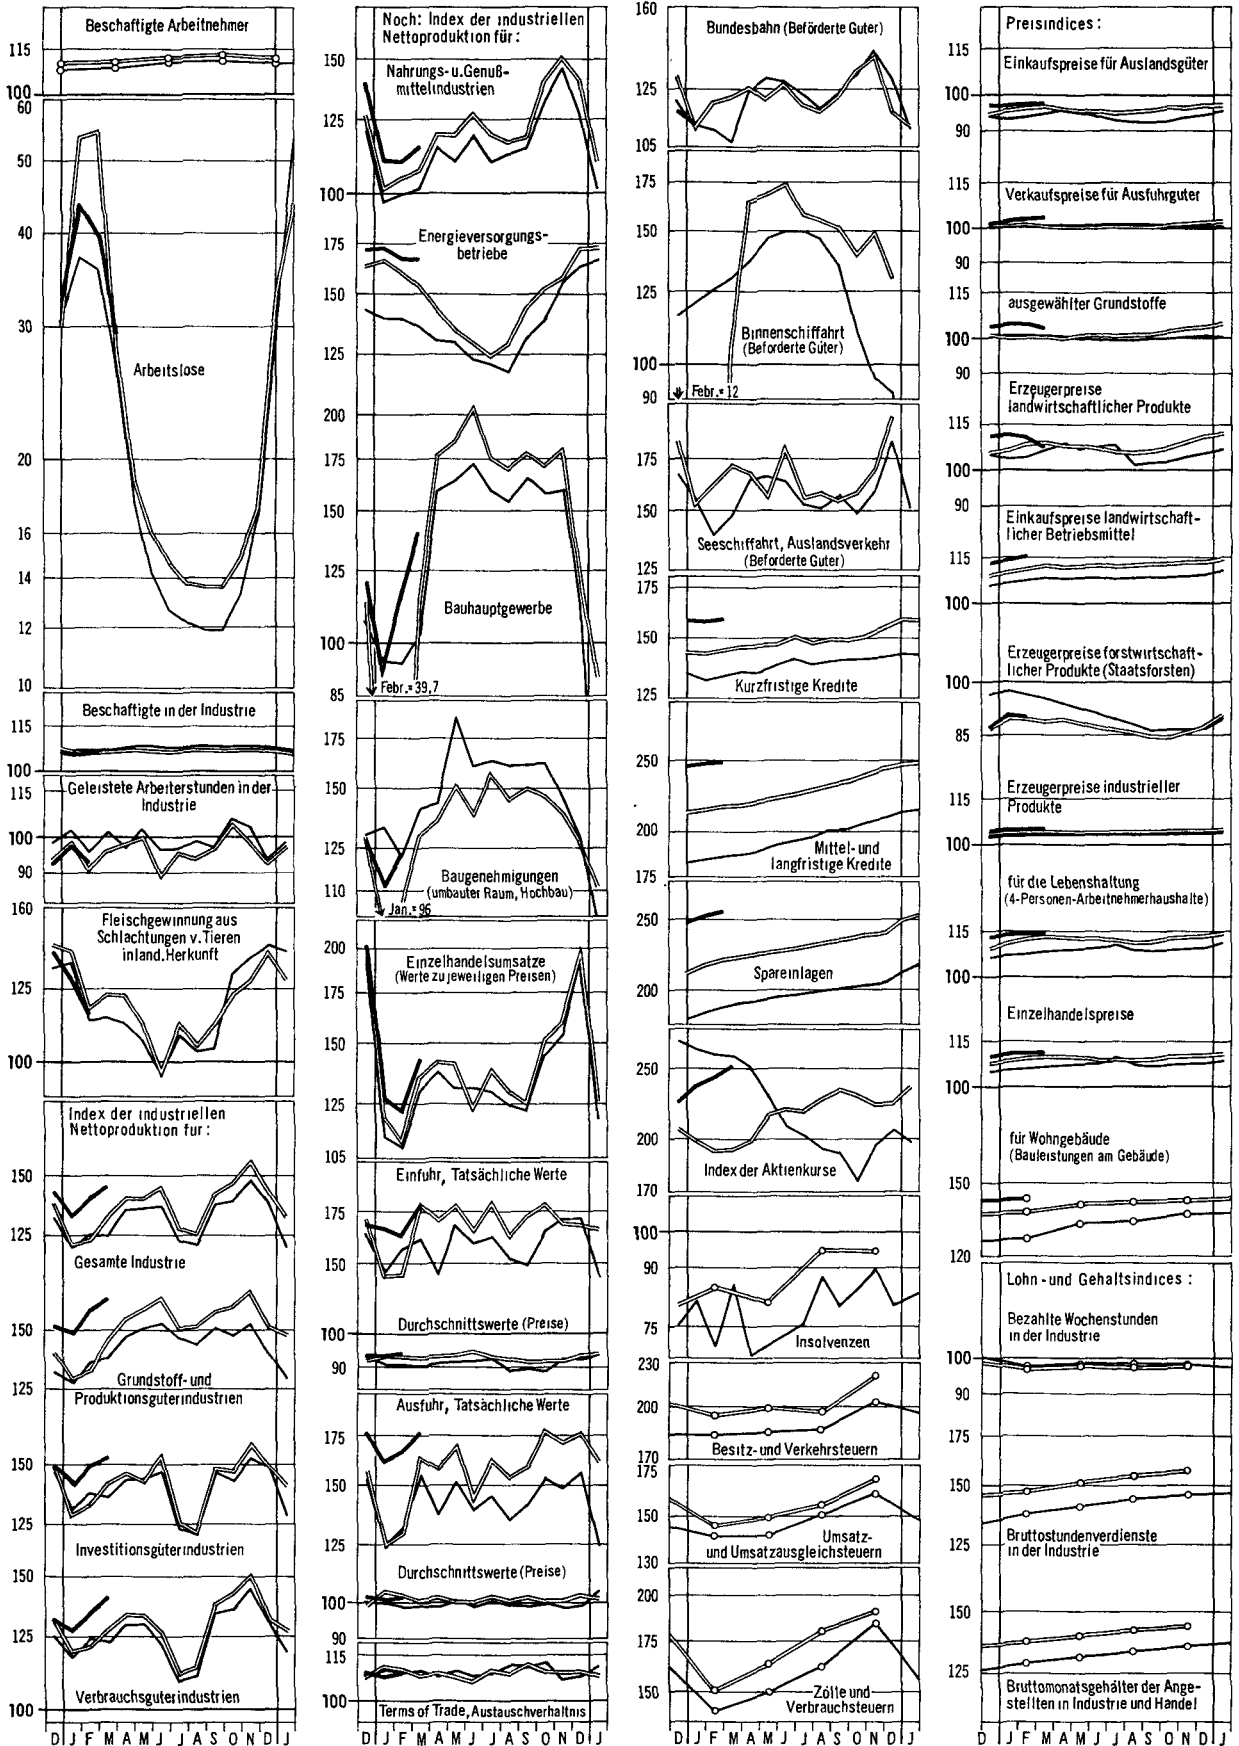 Beschaftigte Arbeitnehmer
115
100
60
50
40
30
20
16
14
12
10
Arbeitslose
Beschaftigte in der Industrie
115
100
Geleistete Arbeiterstunden in der
Industrie
115
100
90
160
125
100
Fleischgewinnung aus
Schlachtungen v. Tieren
inländ. Herkunft
Index der industriellen
Nettoproduktion fur:
150
125
Gesamte Industrie
150
125
Grundstoff- und
Produktionsguterindustrien
150
125
Investitionsgüterindustrien
150
125
100
Verbrauchsguterindustrien
D J F M A M J J A S O N D J
Noch: Index der industriellen
Nettoproduktion für:
150
125
100
Nahrungs- u. Genuß-
mittelindustrien
Energieversorgungs-
betriebe
175
150
125
200
175
150
125
100
85
Bauhauptgewerbe
Febr.= 39,7
175
150
125
110
Baugenehmigungen
(umbauter Raum, Hochbau)
Jan.= 96
200
175
150
125
105
Einzelhandelsumsatze
(Werte zu jeweiligen Preisen)
Einfuhr, Tatsächliche Werte
175
150
Durchschnittswerte (Preise)
100
90
Ausfuhr, Tatsächliche Werte
175
150
125
Durchschnittswerte (Preise)
100
90
115
100
Terms of Trade, Austauschverhaltnis
D J F M A M J J A S O N D J
160
125
105
Bundesbahn (Beförderte Guter)
175
150
125
100
90
Binnenschiffahrt
(Beforderte Güter)
Febr.= 12
175
150
125
Seeschiffahrt, Auslandsverkehr
(Beforderte Guter)
175
150
125
Kurzfristige Kredite
250
200
175
Mittel- und
langfristige Kredite
250
200
Spareinlagen
250
200
170
Index der Aktienkurse
100
90
75
Insolvenzen
230
200
170
Besitz- und Verkehrsteuern
175
150
130
Umsatz-
und Umsatzausgleichsteuern
200
175
150
Zölle und
Verbrauchsteuern
D J F M A M J J A S O N D J
Preisindices:
115
100
90
Einkaufspreise für Auslandsgüter
115
100
90
Verkaufspreise für Ausfuhrguter
115
100
90
ausgewählter Grundstoffe
Erzeugerpreise
landwirtschaftlicher Produkte
115
100
90
Einkaufspreise landwirtschaft-
licher Betriebsmittel
115
100
Erzeugerpreise forstwirtschaft-
licher Produkte (Staatsforsten)
100
85
Erzeugerpreise industrieller
Produkte
115
100
für die Lebenshaltung
(4-Personen-Arbeitnehmerhaushalte)
115
100
Einzelhandelspreise
115
100
für Wohngebäude
(Bauleistungen am Gebäude)
150
120
Lohn- und Gehaltsindices:
Bezahlte Wochenstunden
in der Industrie
100
90
175
150
125
Bruttostundenverdienste
in der Industrie
150
125
Bruttomonatsgehälter der Ange-
stellten in Industrie und Handel
D J F M A M J J A S O N D J